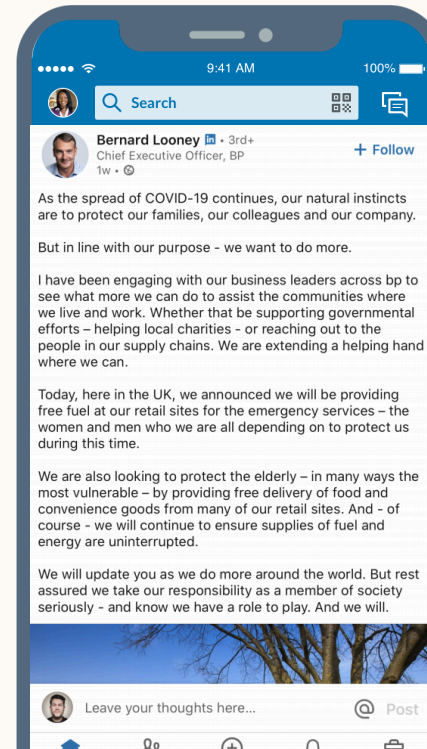 9:41 AM
100%
Search
Bernard Looney in • 3rd+
Chief Executive Officer, BP
1w •
+ Follow
As the spread of COVID-19 continues, our natural instincts
are to protect our families, our colleagues and our company.
But in line with our purpose - we want to do more.
I have been engaging with our business leaders across bp to
see what more we can do to assist the communities where
we live and work. Whether that be supporting governmental
efforts – helping local charities - or reaching out to the
people in our supply chains. We are extending a helping hand
where we can.
Today, here in the UK, we announced we will be providing
free fuel at our retail sites for the emergency services – the
women and men who we are all depending on to protect us
during this time.
We are also looking to protect the elderly – in many ways the
most vulnerable – by providing free delivery of food and
convenience goods from many of our retail sites. And - of
course - we will continue to ensure supplies of fuel and
energy are uninterrupted.
We will update you as we do more around the world. But rest
assured we take our responsibility as a member of society
seriously - and know we have a role to play. And we will.
Leave your thoughts here...
@ Post